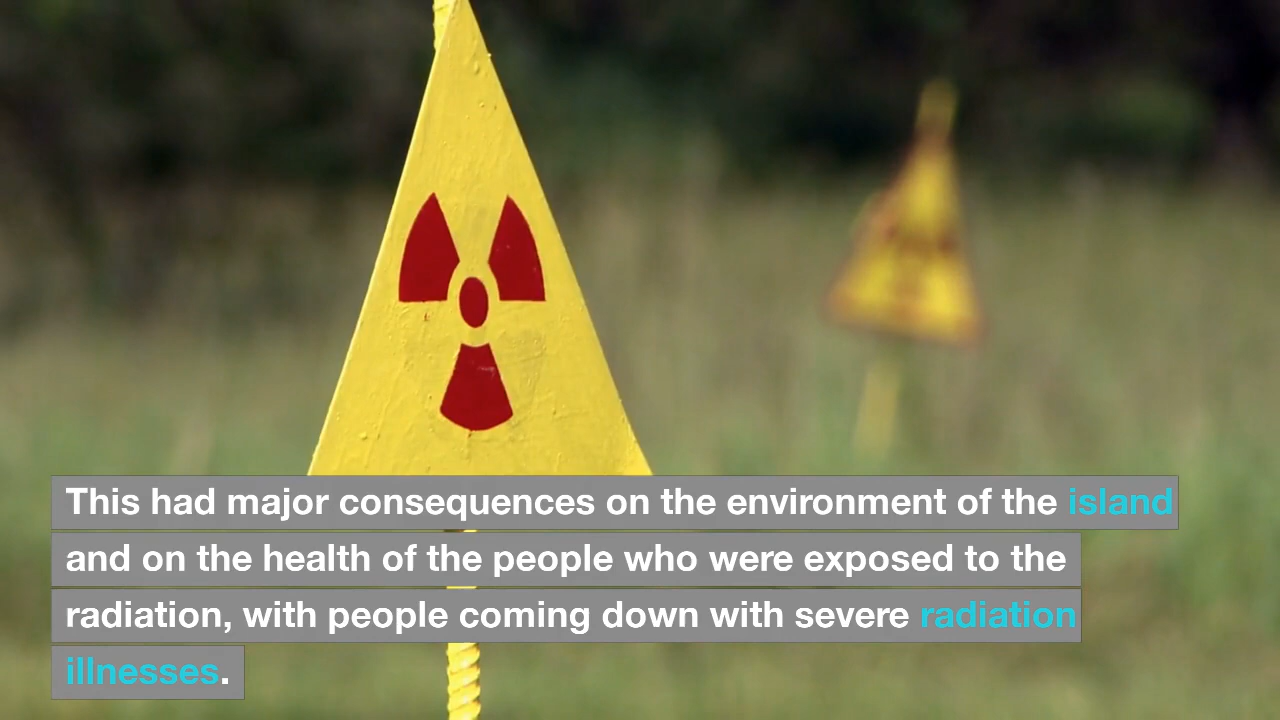 This had major consequences on the environment of the island
and on the health of the people who were exposed to the
radiation, with people coming down with severe radiation
illnesses.